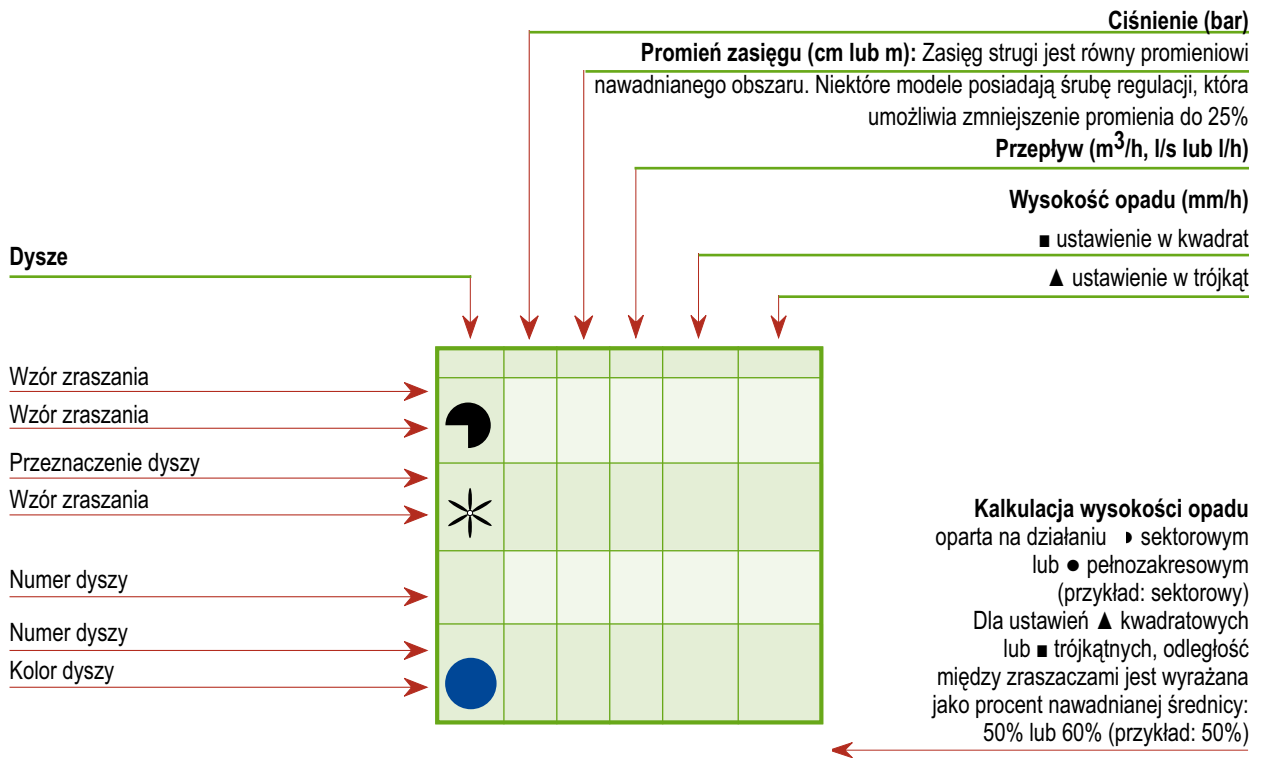 Ciśnienie (bar)
Promień zasięgu (cm lub m): Zasięg strugi jest równy promieniowi
nawadnianego obszaru. Niektóre modele posiadają śrubę regulacji, która
umożliwia zmniejszenie promienia do 25%
Przepływ (m³/h, l/s lub l/h)
Wysokość opadu (mm/h)
■ ustawienie w kwadrat
▲ ustawienie w trójkąt
Dysze
Wzór zraszania
Wzór zraszania
Przeznaczenie dyszy
Wzór zraszania
Numer dyszy
Numer dyszy
Kolor dyszy
Kalkulacja wysokości opadu
oparta na działaniu ◗ sektorowym
lub ● pełnozakresowym
(przykład: sektorowy)
Dla ustawień ▲ kwadratowych
lub ■ trójkątnych, odległość
między zraszaczami jest wyrażana
jako procent nawadnianej średnicy:
50% lub 60% (przykład: 50%)